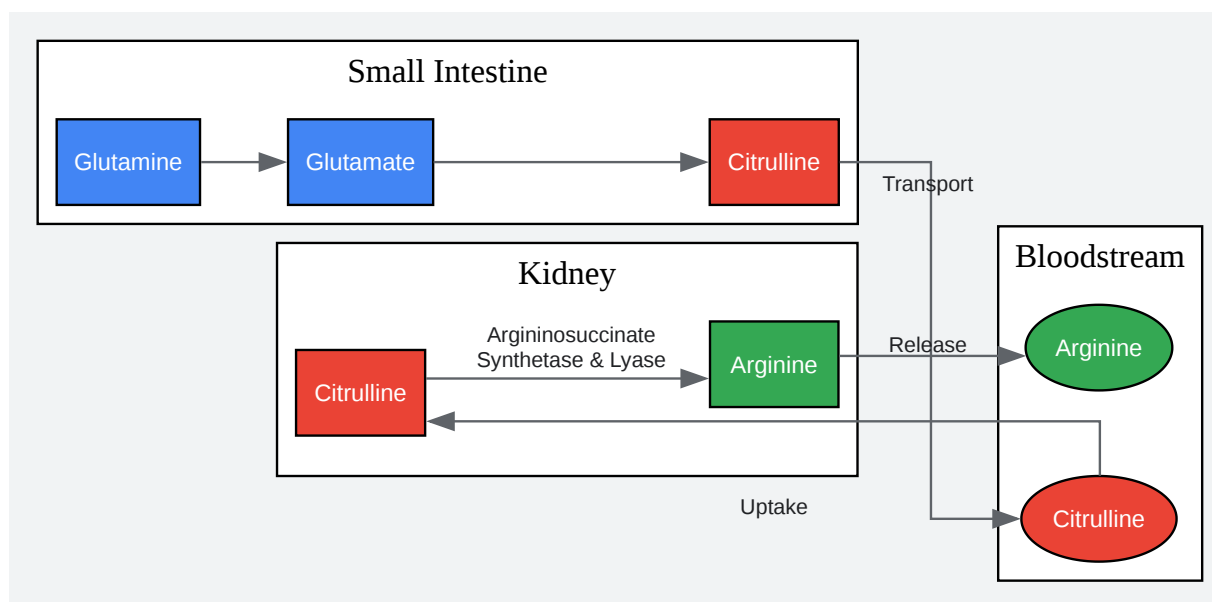 Small Intestine
Glutamine
Glutamate
Citrulline
Transport
Kidney
Argininosuccinate
Synthetase & Lyase
Citrulline
Arginine
Release
Uptake
Bloodstream
Arginine
Citrulline